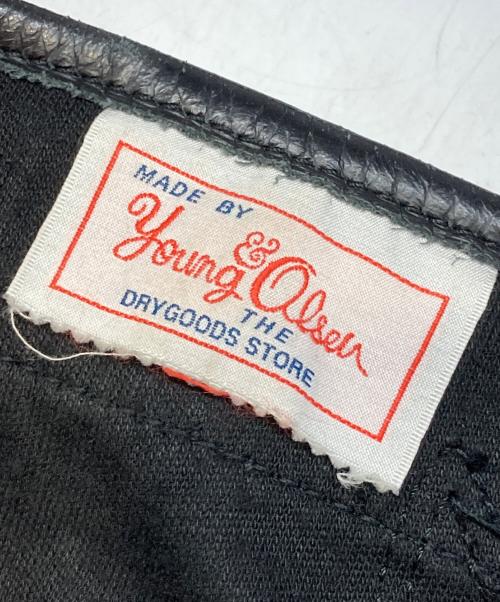 MADE BY
Young & Olsen
THE
DRYGOODS STORE